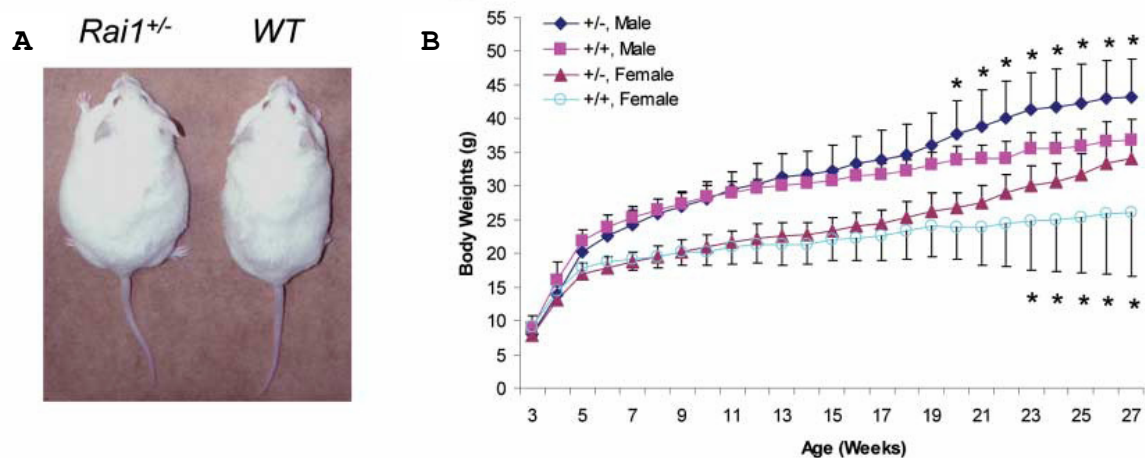 A
Rai1+/-
WT
B
+/-, Male
+/+, Male
+/-, Female
+/+, Female
Body Weights (g)
55
50
45
40
35
30
25
20
15
10
5
0
* * * * * * * *
* * * * *
3 5 7 9 11 13 15 17 19 21 23 25 27
Age (Weeks)